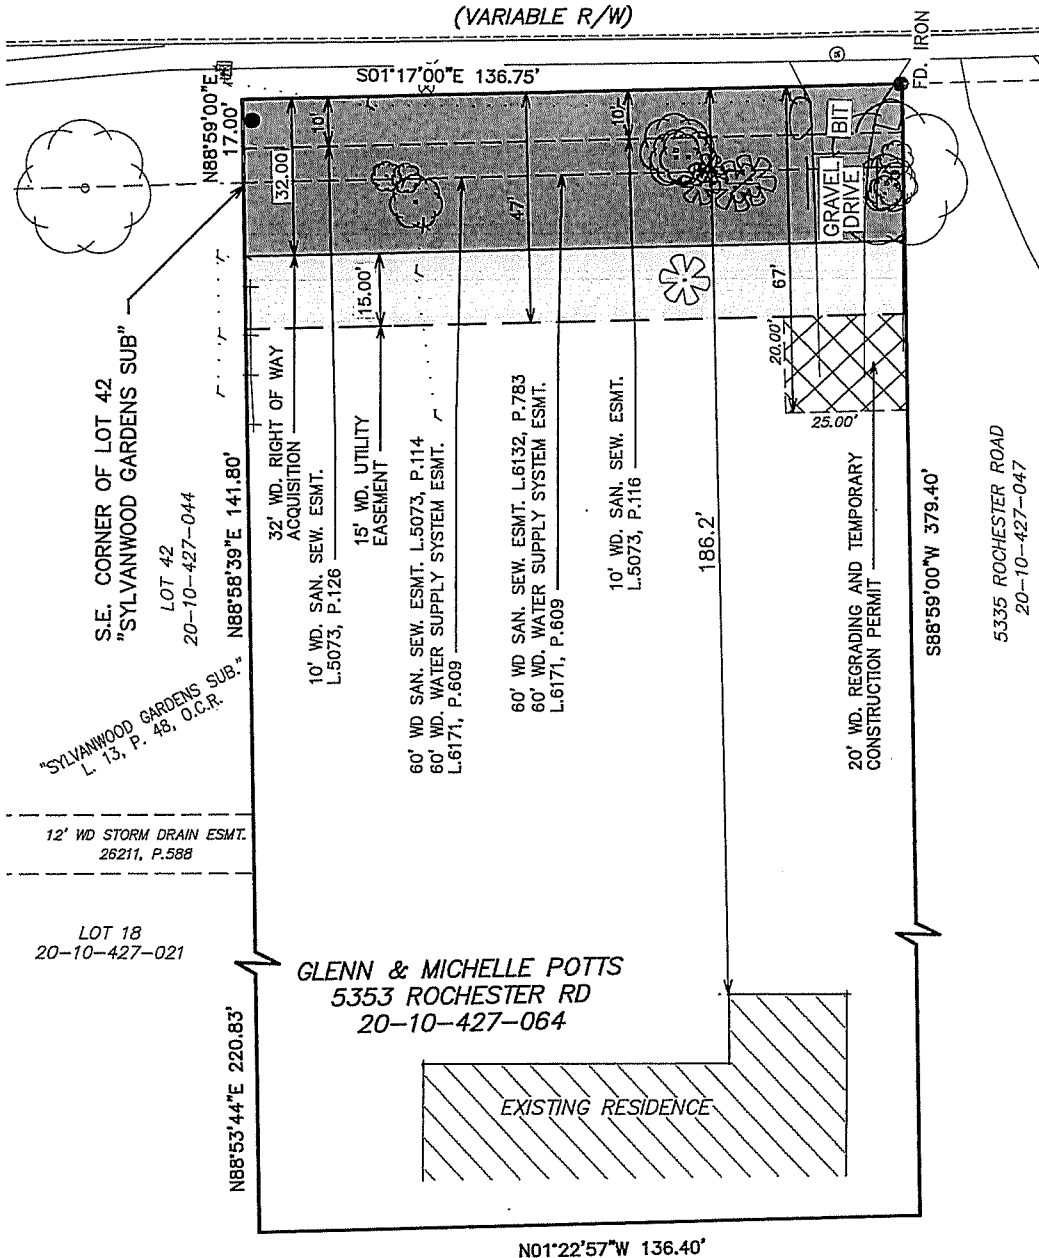 (VARIABLE R/W)
FD. IRON
S01°17'00"E 136.75'
N88°59'00"E
17.00'
32.00
10'
47'
10'
BIT
GRAVEL
DRIVE
67'
15.00'
20.00'
25.00'
S.E. CORNER OF LOT 42
"SYLVANWOOD GARDENS SUB"
LOT 42
20-10-427-044
N88°58'39"E 141.80'
32' WD. RIGHT OF WAY
ACQUISITION
10' WD. SAN. SEW. ESMT.
L.5073, P.126
15' WD. UTILITY
EASEMENT
60' WD SAN. SEW. ESMT. L.5073, P.114
60' WD. WATER SUPPLY SYSTEM ESMT.
L.6171, P.609
60' WD SAN. SEW. ESMT. L.6132, P.783
60' WD. WATER SUPPLY SYSTEM ESMT.
L.6171, P.609
10' WD. SAN. SEW. ESMT.
L.5073, P.116
186.2'
20' WD. REGRADING AND TEMPORARY
CONSTRUCTION PERMIT
S88°59'00"W 379.40'
5335 ROCHESTER ROAD
20-10-427-047
"SYLVANWOOD GARDENS SUB."
L. 13, P. 48, O.C.R.
12' WD STORM DRAIN ESMT.
26211, P.588
LOT 18
20-10-427-021
GLENN & MICHELLE POTTS
5353 ROCHESTER RD
20-10-427-064
N88°53'44"E 220.83'
EXISTING RESIDENCE
N01°22'57"W 136.40'